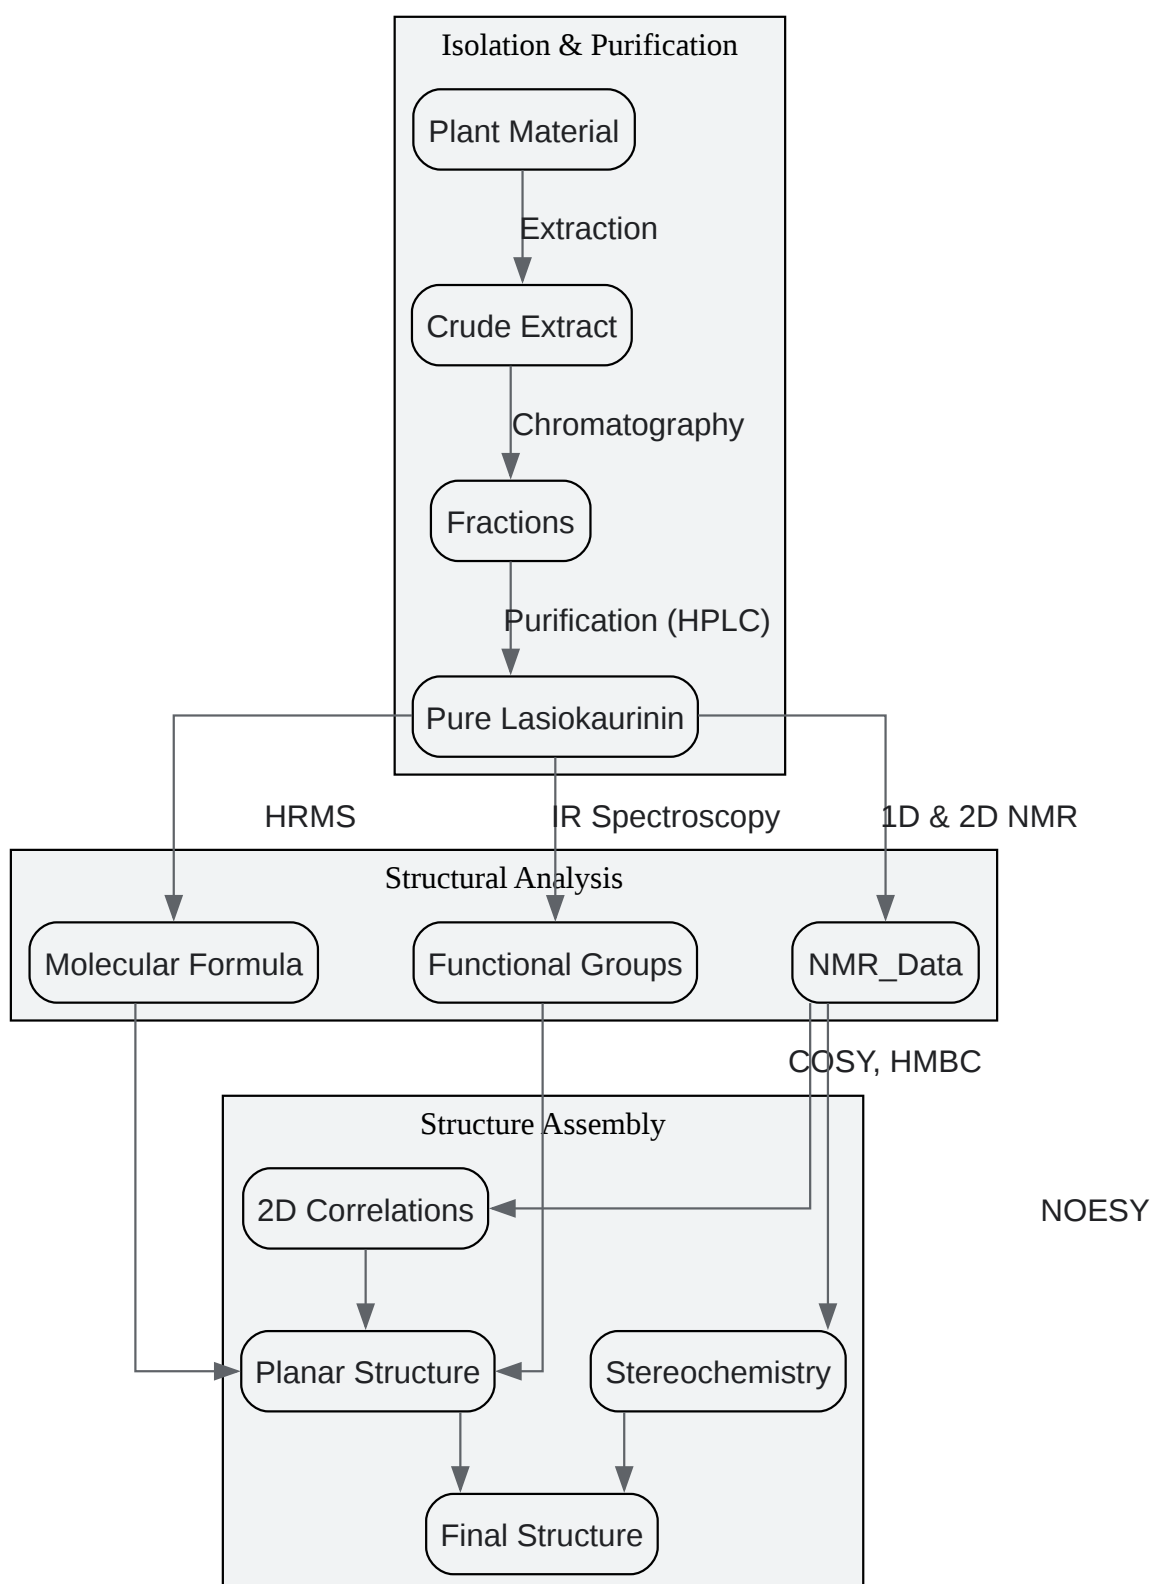 Isolation & Purification
Plant Material
Extraction
Crude Extract
Chromatography
Fractions
Purification (HPLC)
Pure Lasiokaurinin
HRMS
IR Spectroscopy
1D & 2D NMR
Structural Analysis
Molecular Formula
Functional Groups
NMR_Data
COSY, HMBC
Structure Assembly
2D Correlations
NOESY
Planar Structure
Stereochemistry
Final Structure